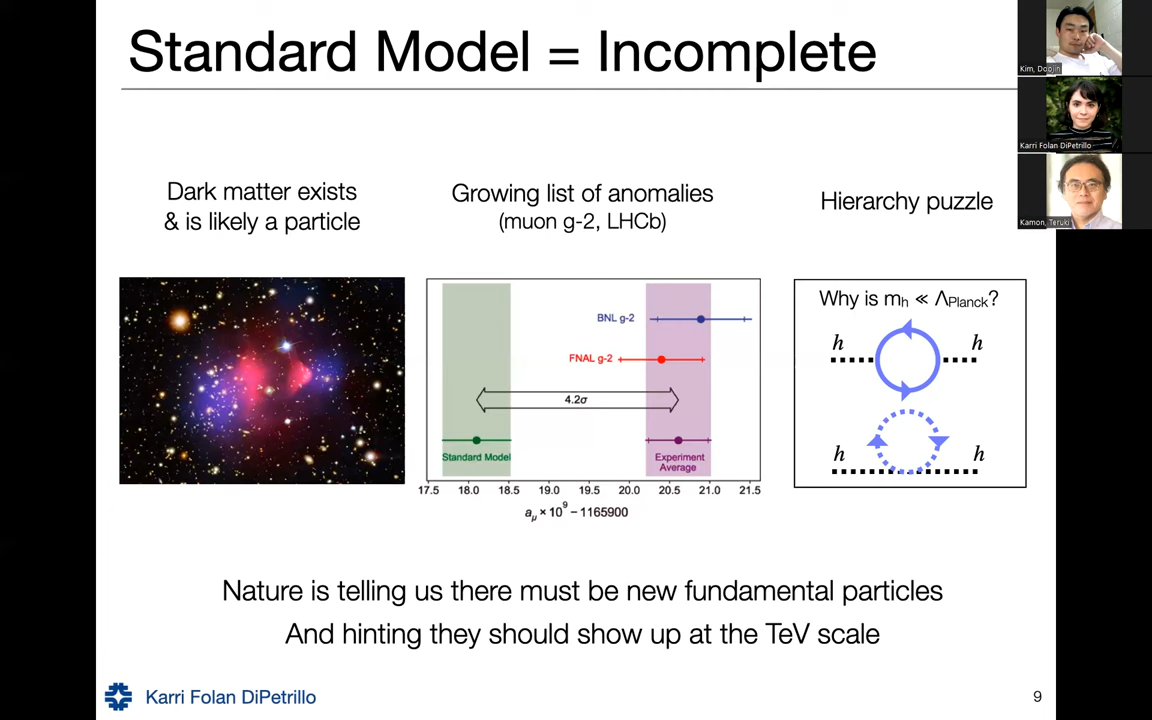 Standard Model = Incomplete
Kim, Doojin
Karri Folan DiPetrillo
Kamon, Teruki
Dark matter exists
& is likely a particle
Growing list of anomalies
(muon g-2, LHCb)
Hierarchy puzzle
BNL g-2
FNAL g-2
4.2σ
Standard Model
Experiment
Average
17.5 18.0 18.5 19.0 19.5 20.0 20.5 21.0 21.5
aμ × 10⁹ − 1165900
Why is mh ≪ ΛPlanck?
h h
h h
Nature is telling us there must be new fundamental particles
And hinting they should show up at the TeV scale
Karri Folan DiPetrillo
9